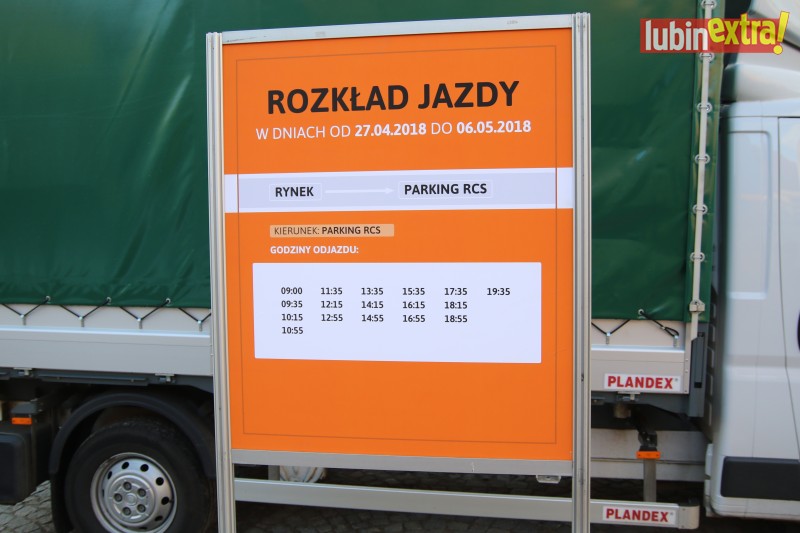 lubinextra!
ROZKŁAD JAZDY
W DNIACH OD 27.04.2018 DO 06.05.2018
RYNEK PARKING RCS
KIERUNEK: PARKING RCS
GODZINY ODJAZDU:
09:00 11:35 13:35 15:35 17:35 19:35
09:35 12:15 14:15 16:15 18:15
10:15 12:55 14:55 16:55 18:55
10:55
PLANDEX®
PLANDEX®